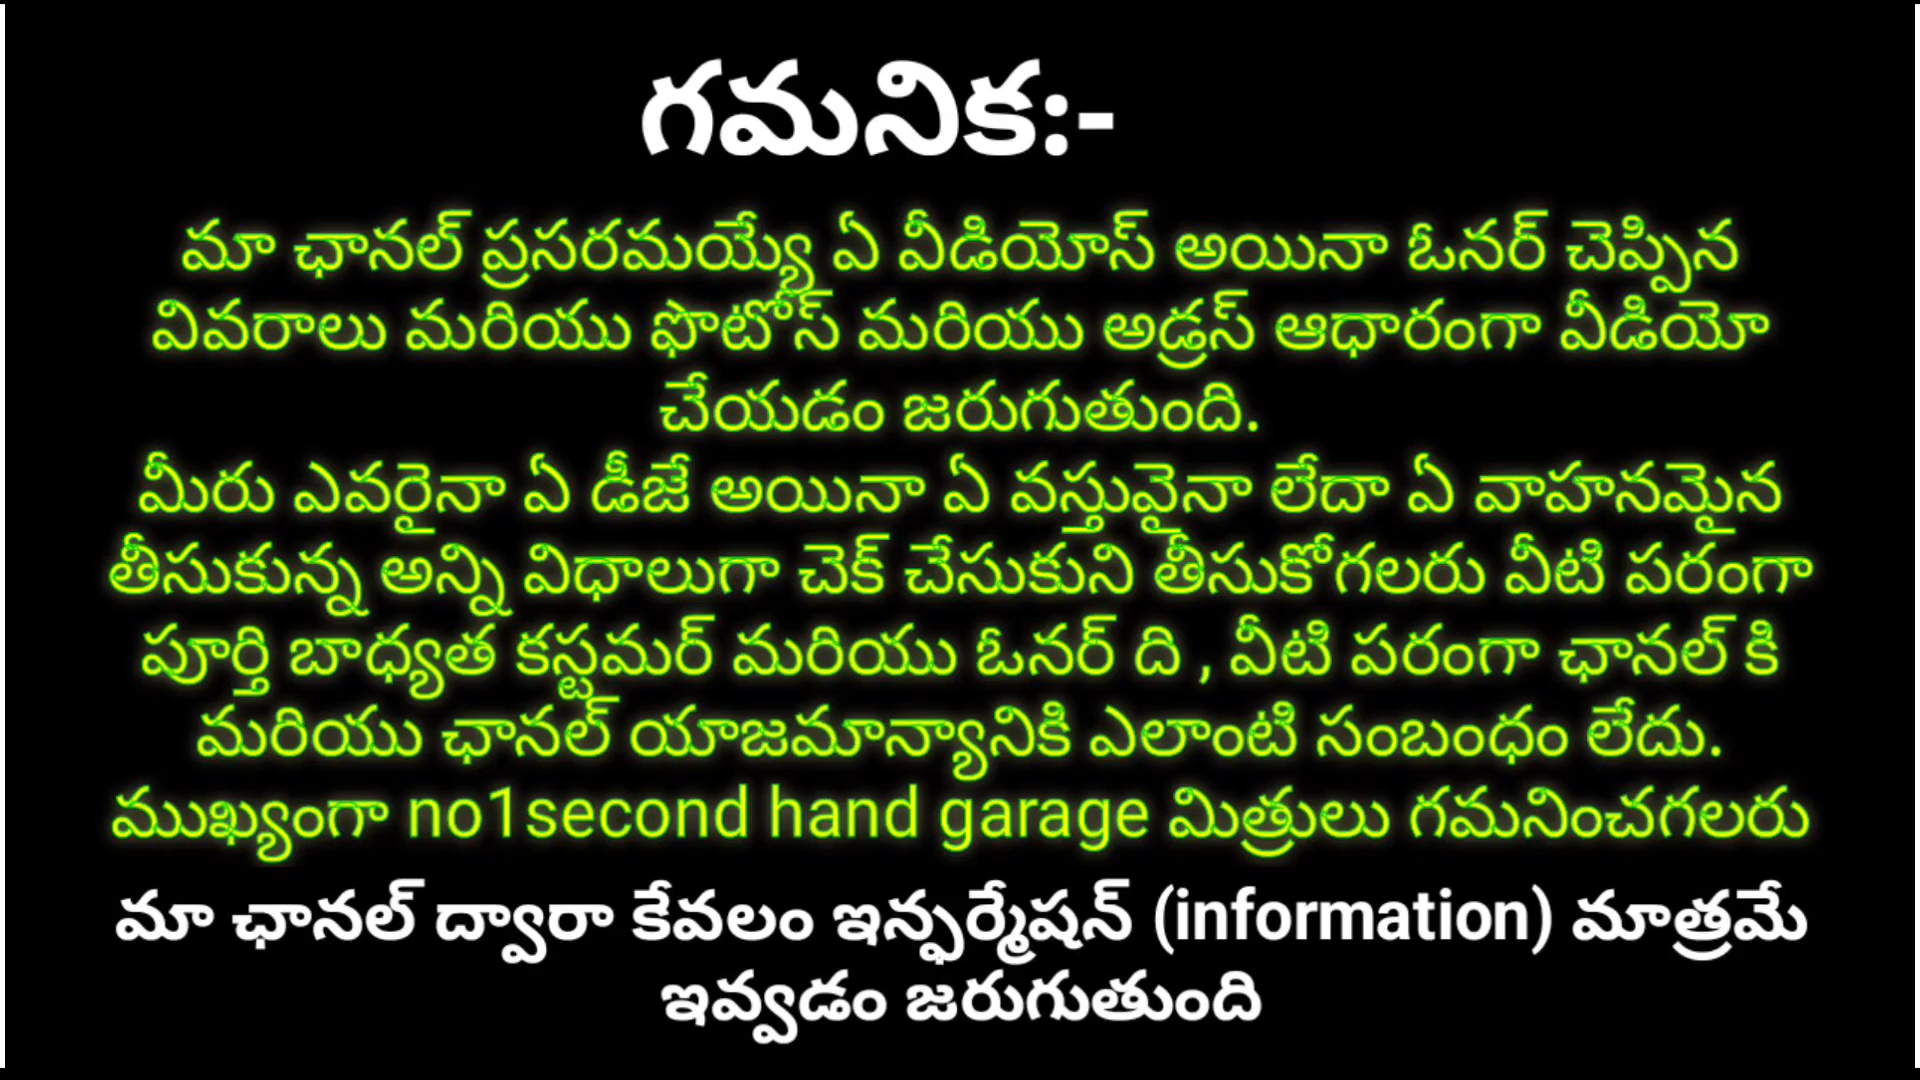 గమనిక:-
మా ఛానల్ ప్రసరమయ్యే ఏ వీడియోస్ అయినా ఓనర్ చెప్పిన
వివరాలు మరియు ఫొటోస్ మరియు అడ్రస్ ఆధారంగా వీడియో
చేయడం జరుగుతుంది.
మీరు ఎవరైనా ఏ డీజే అయినా ఏ వస్తువైనా లేదా ఏ వాహనమైన
తీసుకున్న అన్ని విధాలుగా చెక్ చేసుకుని తీసుకోగలరు వీటి పరంగా
పూర్తి బాధ్యత కస్టమర్ మరియు ఓనర్ ది , వీటి పరంగా ఛానల్ కి
మరియు ఛానల్ యాజమాన్యానికి ఎలాంటి సంబంధం లేదు.
ముఖ్యంగా no1second hand garage మిత్రులు గమనించగలరు
మా ఛానల్ ద్వారా కేవలం ఇన్ఫర్మేషన్ (information) మాత్రమే
ఇవ్వడం జరుగుతుంది